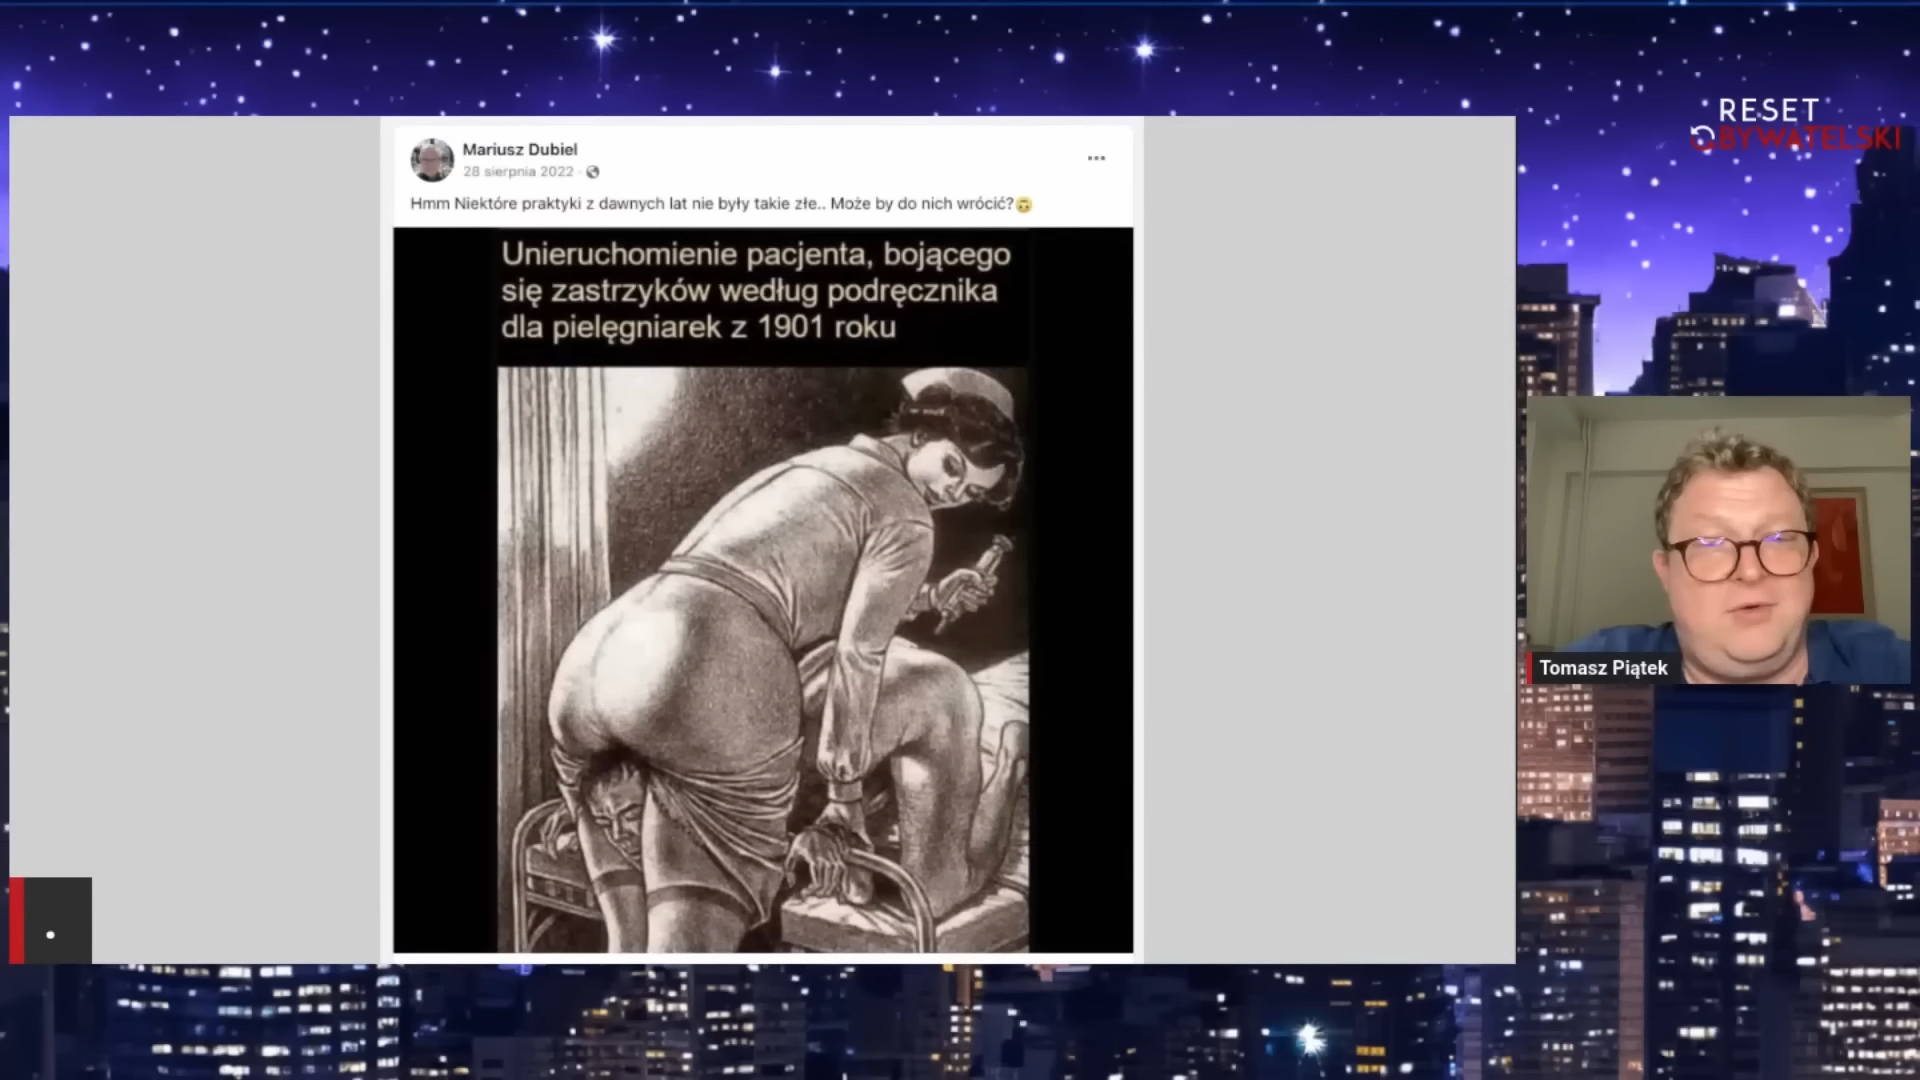 RESET
OBYWATELSKI
Mariusz Dubiel
28 sierpnia 2022 ·
Hmm Niektóre praktyki z dawnych lat nie były takie złe.. Może by do nich wrócić?🙃
Unieruchomienie pacjenta, bojącego
się zastrzyków według podręcznika
dla pielęgniarek z 1901 roku
Tomasz Piątek